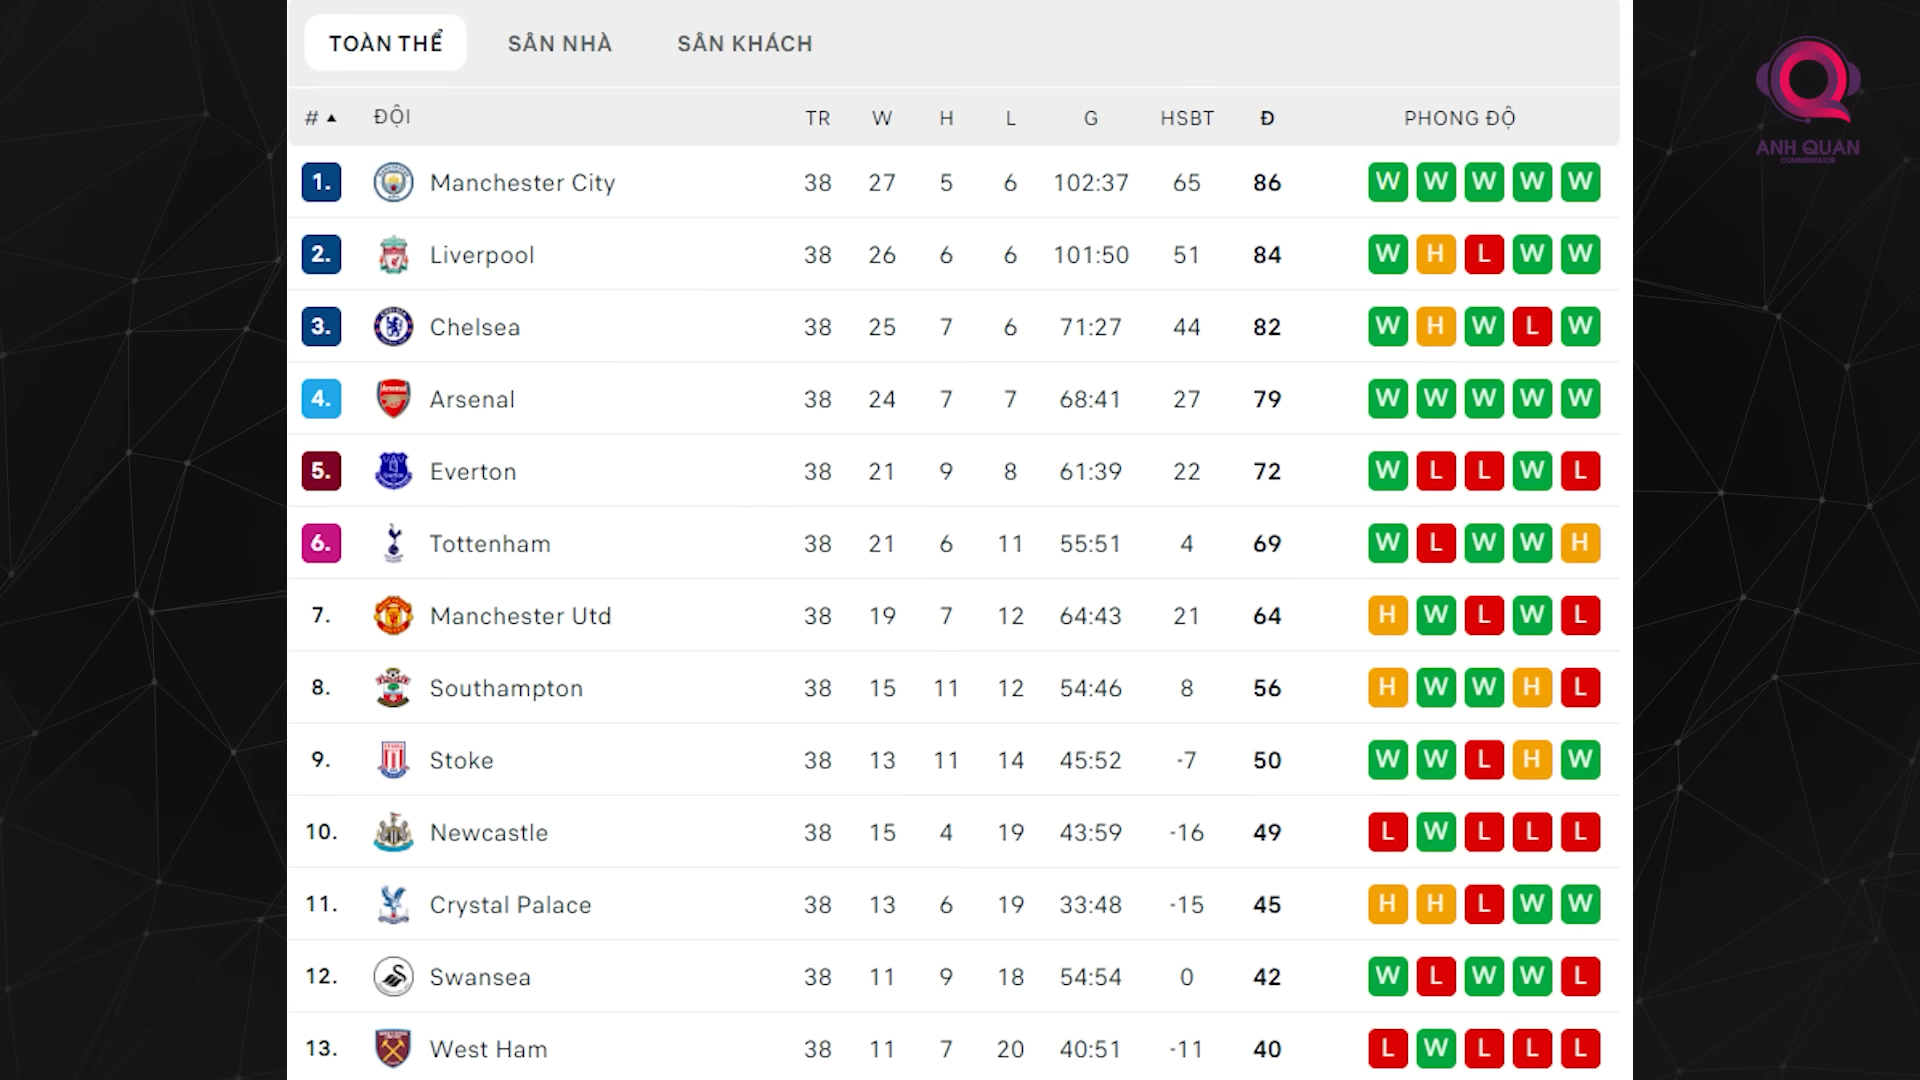 TOÀN THỂ SÂN NHÀ SÂN KHÁCH
# ĐỘI TR W H L G HSBT Đ PHONG ĐỘ
1. Manchester City 38 27 5 6 102:37 65 86 W W W W W
2. Liverpool 38 26 6 6 101:50 51 84 W H L W W
3. Chelsea 38 25 7 6 71:27 44 82 W H W L W
4. Arsenal 38 24 7 7 68:41 27 79 W W W W W
5. Everton 38 21 9 8 61:39 22 72 W L L W L
6. Tottenham 38 21 6 11 55:51 4 69 W L W W H
7. Manchester Utd 38 19 7 12 64:43 21 64 H W L W L
8. Southampton 38 15 11 12 54:46 8 56 H W W H L
9. Stoke 38 13 11 14 45:52 -7 50 W W L H W
10. Newcastle 38 15 4 19 43:59 -16 49 L W L L L
11. Crystal Palace 38 13 6 19 33:48 -15 45 H H L W W
12. Swansea 38 11 9 18 54:54 0 42 W L W W L
13. West Ham 38 11 7 20 40:51 -11 40 L W L L L
ANH QUAN
COMMENTATOR